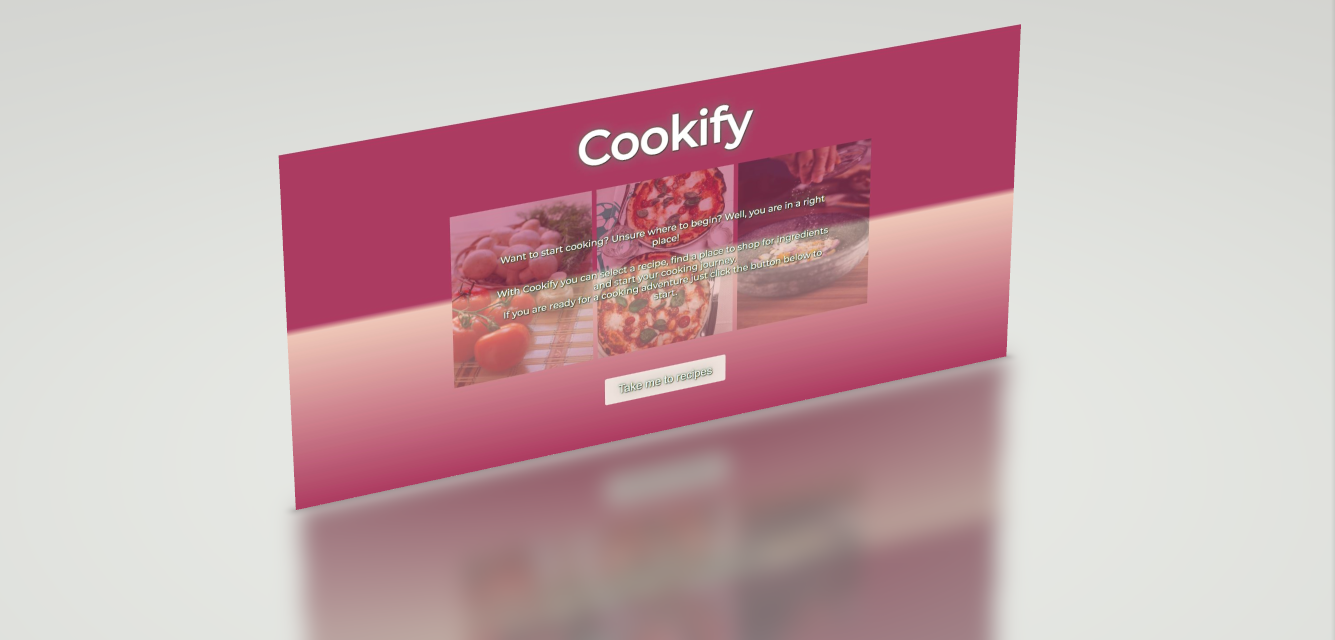 Cookify
Want to start cooking? Unsure where to begin? Well, you are in a right
place!
With Cookify you can select a recipe, find a place to shop for ingredients
and start your cooking journey.
If you are ready for a cooking adventure just click the button below to
start.
Take me to recipes